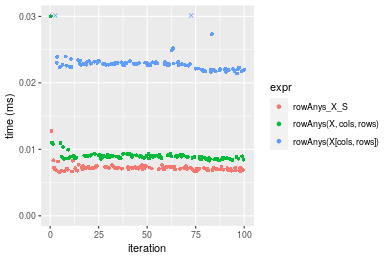 0.03
0.02
0.01
0.00
time (ms)
0
25
50
75
100
iteration
expr
rowAnys_X_S
rowAnys(X, cols, rows)
rowAnys(X[cols, rows])